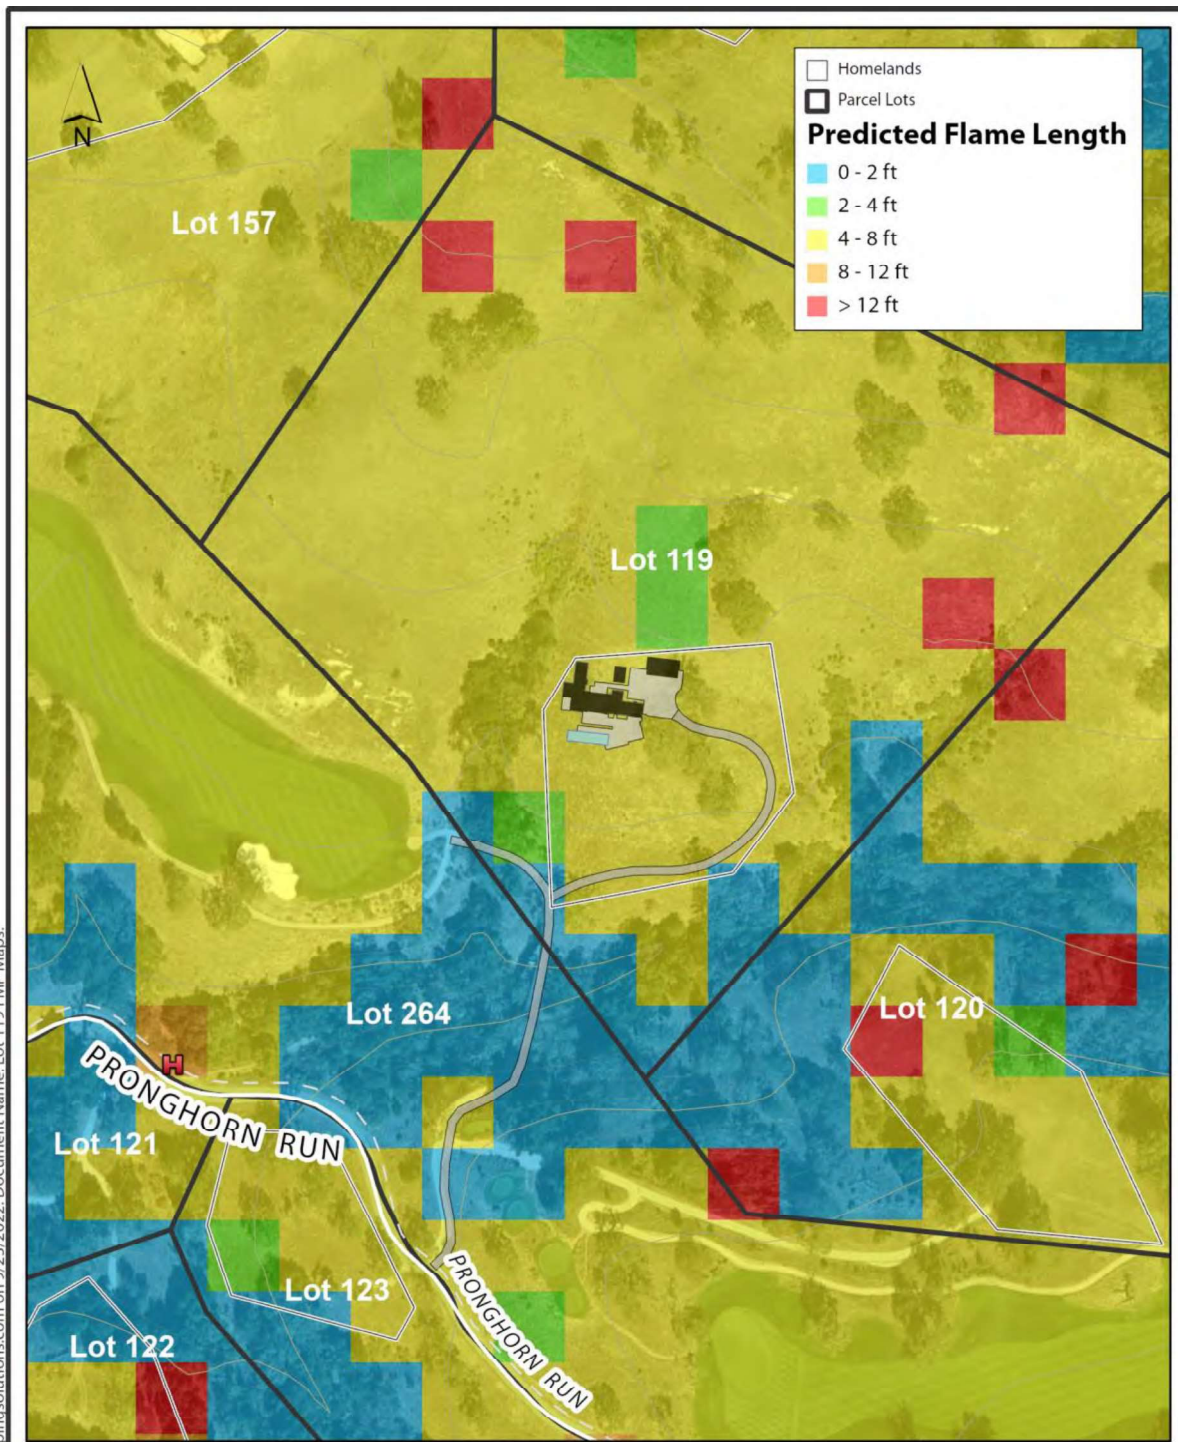 Homelands
Parcel Lots
Predicted Flame Length
0 - 2 ft
2 - 4 ft
4 - 8 ft
8 - 12 ft
> 12 ft
N
Lot 157
Lot 119
Lot 120
Lot 264
H
PRONGHORN RUN
Lot 121
PRONGHORN RUN
Lot 123
Lot 122